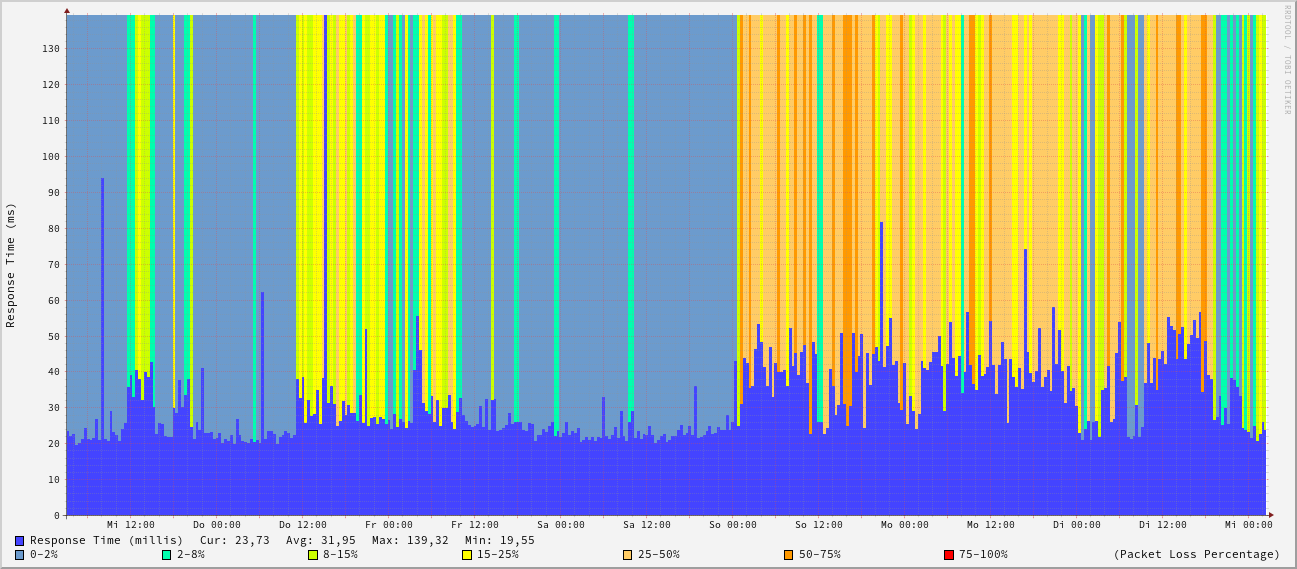 RRDTOOL / TOBI OETIKER
Response Time (ms)
130
120
110
100
90
80
70
60
50
40
30
20
10
0
Mi 12:00 Do 00:00 Do 12:00 Fr 00:00 Fr 12:00 Sa 00:00 Sa 12:00 So 00:00 So 12:00 Mo 00:00 Mo 12:00 Di 00:00 Di 12:00 Mi 00:00
Response Time (millis) Cur: 23,73 Avg: 31,95 Max: 139,32 Min: 19,55
0-2% 2-8% 8-15% 15-25% 25-50% 50-75% 75-100% (Packet Loss Percentage)